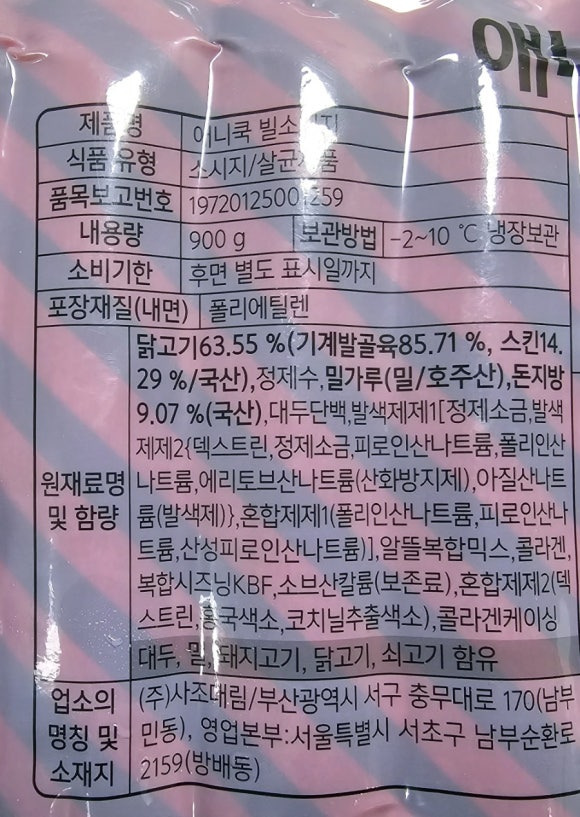 애니
제품명 애니쿡 빌소시지
식품유형 소시지/살균제품
품목보고번호 1972012500
내용량 900 g 보관방법 -2~10 ℃ 냉장보관
소비기한 후면 별도 표시일까지
포장재질(내면) 폴리에틸렌
닭고기63.55 %(기계발골육85.71 %, 스킨14.
29 %/국산),정제수,밀가루(밀/호주산),돈지방
9.07 %(국산),대두단백,발색제제1[정제소금,발색
제제2{덱스트린,정제소금,피로인산나트륨,폴리인산
원재료명 나트륨,에리토브산나트륨(산화방지제),아질산나트
및 함량 륨(발색제)},혼합제제1(폴리인산나트륨,피로인산나
트륨,산성피로인산나트륨)],알뜰복합믹스,콜라겐,
복합시즈닝KBF,소브산칼륨(보존료),혼합제제2(덱
스트린,홍국색소,코치닐추출색소),콜라겐케이싱
대두, 밀, 돼지고기, 닭고기, 쇠고기 함유
업소의 (주)사조대림/부산광역시 서구 충무대로 170(남부
명칭 및 민동), 영업본부:서울특별시 서초구 남부순환로
소재지 2159(방배동)